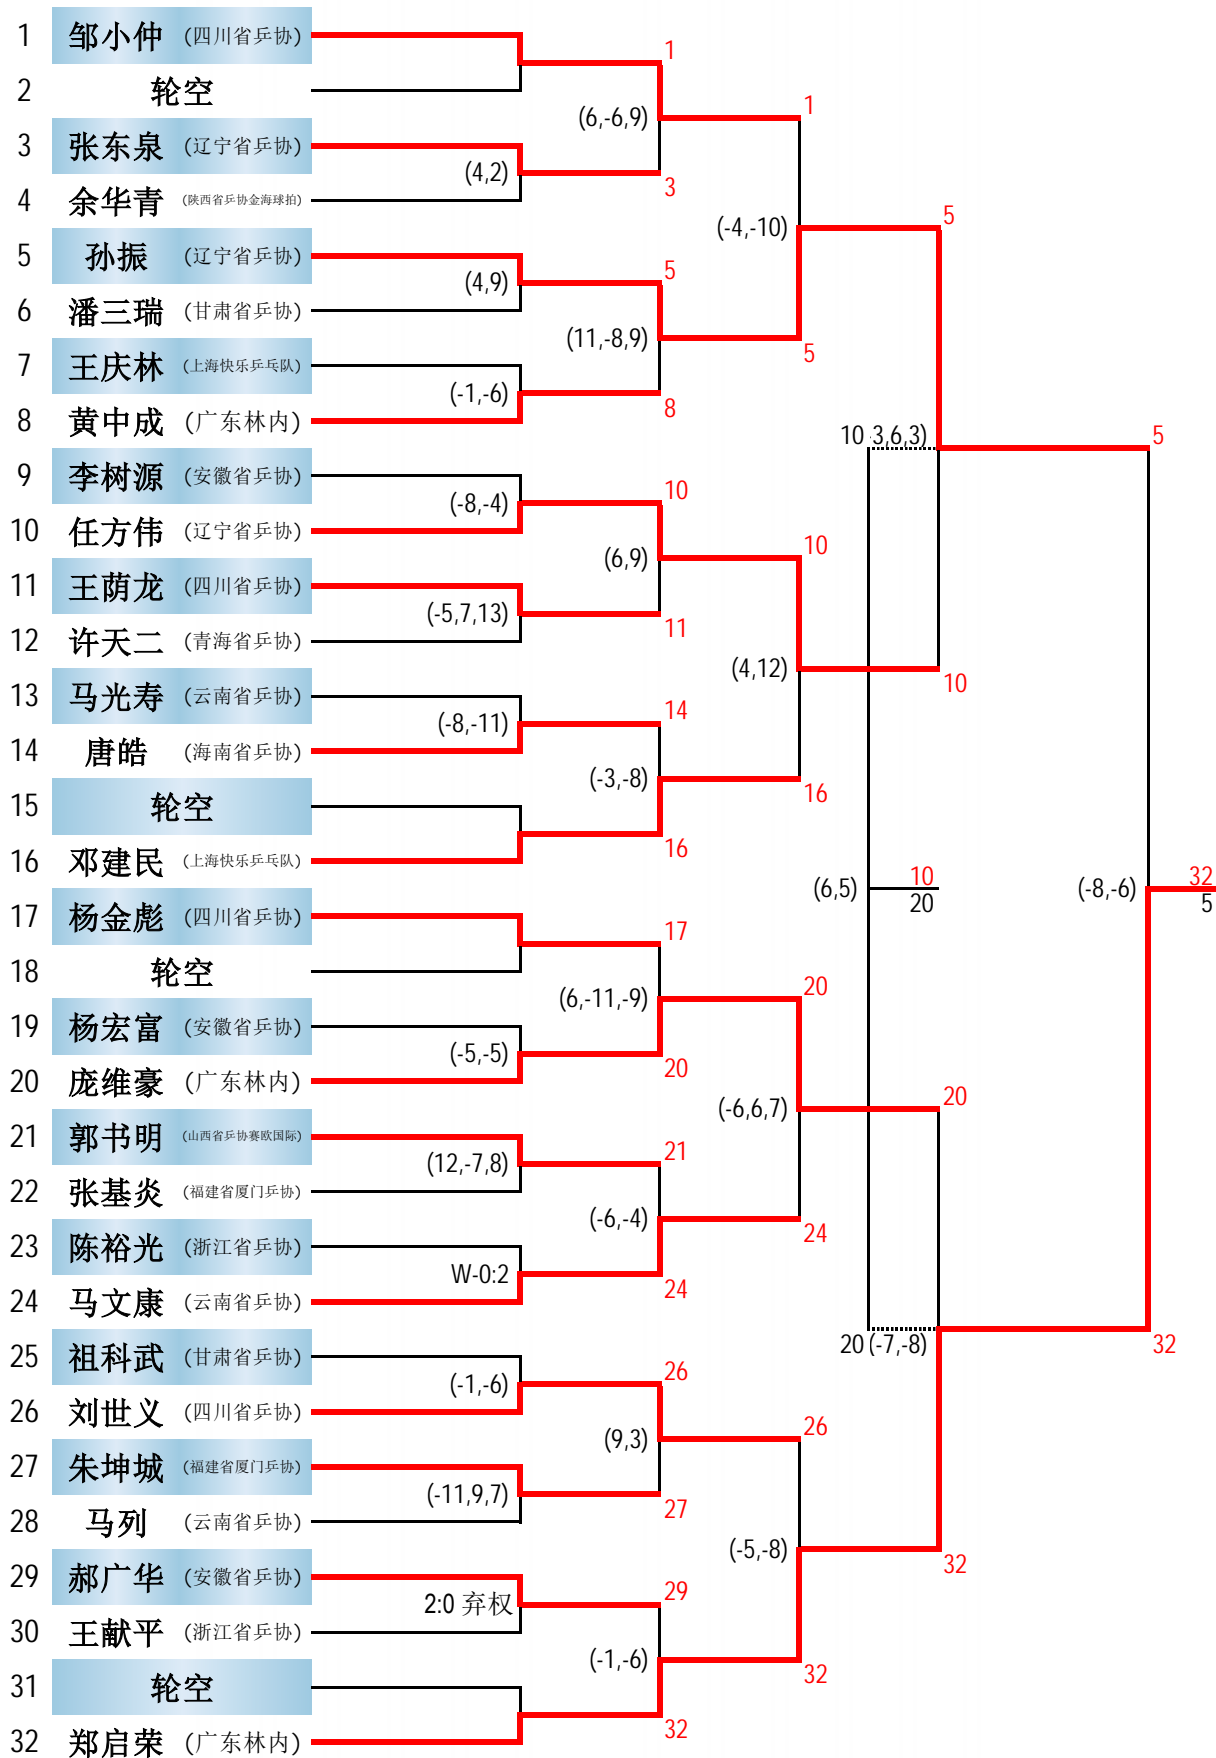 1 邹小仲 (四川省乒协)
1
2 轮空
(6,-6,9)
1
3 张东泉 (辽宁省乒协)
(4,2)
3
4 余华青 (陕西省乒协金海球拍)
(-4,-10)
5
5 孙振 (辽宁省乒协)
(4,9)
5
6 潘三瑞 (甘肃省乒协)
(11,-8,9)
5
7 王庆林 (上海快乐乒乓队)
(-1,-6)
8
8 黄中成 (广东林内)
10 -3,6,3)
5
9 李树源 (安徽省乒协)
(-8,-4)
10
10 任方伟 (辽宁省乒协)
(6,9)
10
11 王荫龙 (四川省乒协)
(-5,7,13)
11
12 许天二 (青海省乒协)
(4,12)
10
13 马光寿 (云南省乒协)
(-8,-11)
14
14 唐皓 (海南省乒协)
(-3,-8)
16
15 轮空
16
16 邓建民 (上海快乐乒乓队)
(6,5)
10
20
(-8,-6)
32
5
17 杨金彪 (四川省乒协)
17
18 轮空
(6,-11,-9)
20
19 杨宏富 (安徽省乒协)
(-5,-5)
20
20 庞维豪 (广东林内)
(-6,6,7)
20
21 郭书明 (山西省乒协赛欧国际)
(12,-7,8)
21
22 张基炎 (福建省厦门乒协)
(-6,-4)
24
23 陈裕光 (浙江省乒协)
W-0:2
24
24 马文康 (云南省乒协)
20 (-7,-8)
32
25 祖科武 (甘肃省乒协)
(-1,-6)
26
26 刘世义 (四川省乒协)
(9,3)
26
27 朱坤城 (福建省厦门乒协)
(-11,9,7)
27
28 马列 (云南省乒协)
(-5,-8)
32
29 郝广华 (安徽省乒协)
2:0 弃权
29
30 王献平 (浙江省乒协)
(-1,-6)
32
31 轮空
32
32 郑启荣 (广东林内)